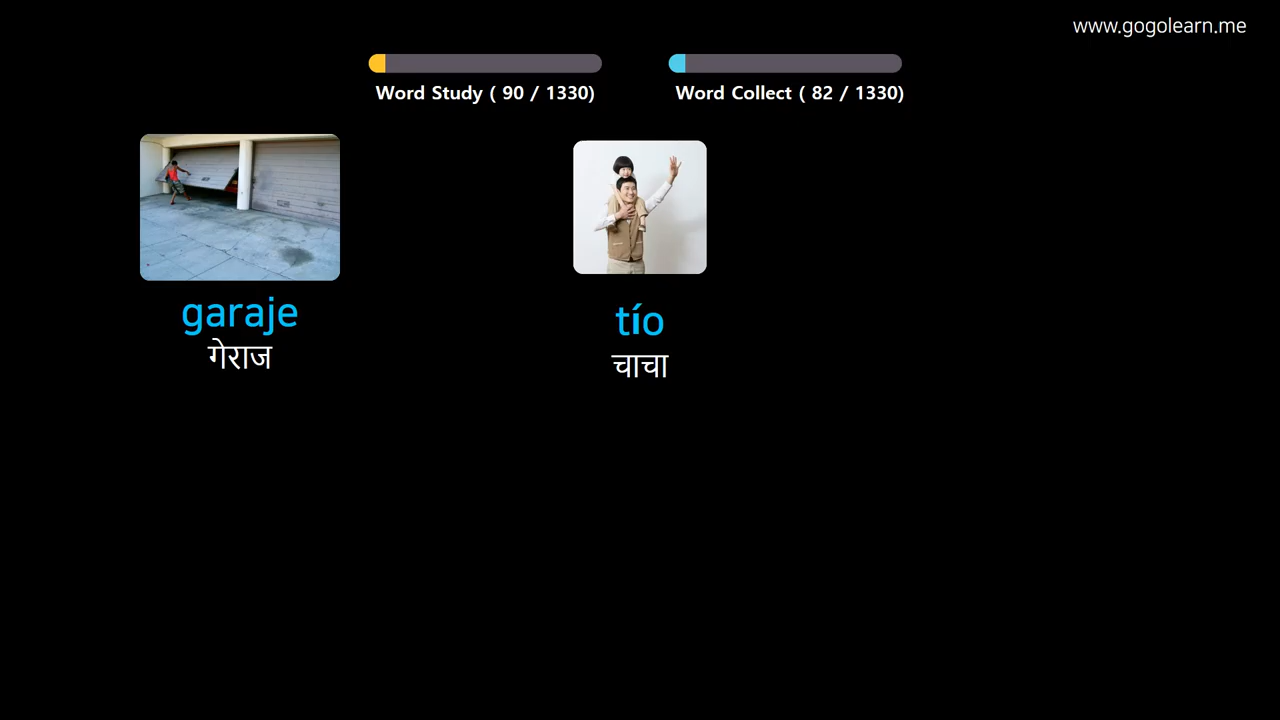 www.gogolearn.me
Word Study ( 90 / 1330)
Word Collect ( 82 / 1330)
garaje
गेराज
tío
चाचा